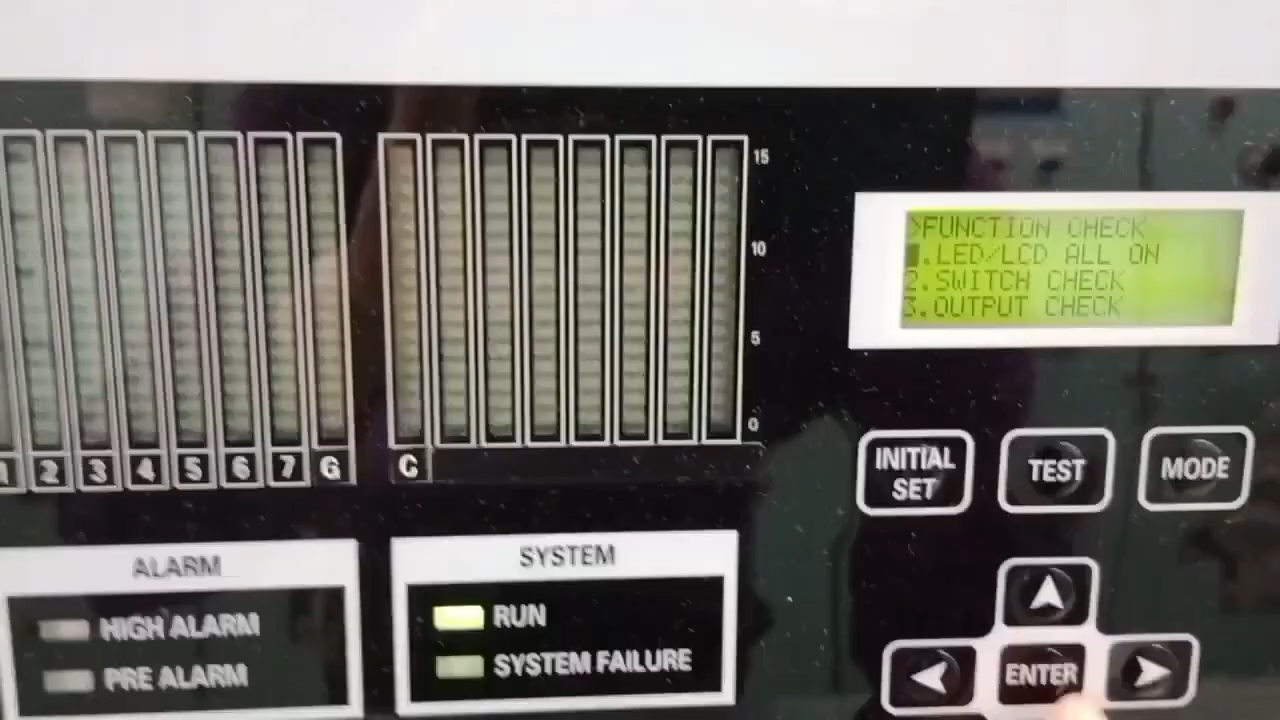 15
10
5
0
>FUNCTION CHECK
.LED/LCD ALL ON
2.SWITCH CHECK
3.OUTPUT CHECK
1 2 3 4 5 6 7 G C
INITIAL
SET
TEST
MODE
ALARM
HIGH ALARM
PRE ALARM
SYSTEM
RUN
SYSTEM FAILURE
ENTER